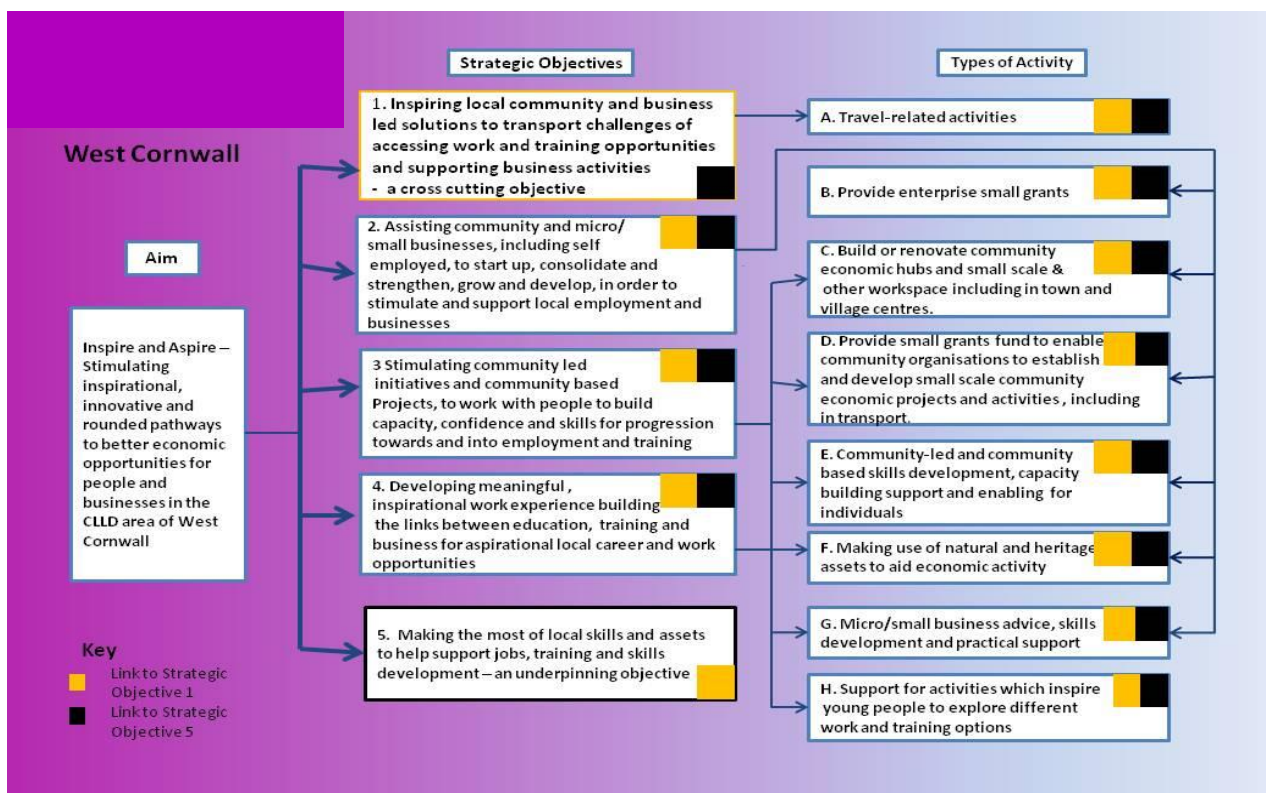 West Cornwall
Aim
Inspire and Aspire –
Stimulating
inspirational,
innovative and
rounded pathways
to better economic
opportunities for
people and
businesses in the
CLLD area of West
Cornwall
Key
Link to Strategic
Objective 1
Link to Strategic
Objective 5
Strategic Objectives
1. Inspiring local community and business
led solutions to transport challenges of
accessing work and training opportunities
and supporting business activities
- a cross cutting objective
2. Assisting community and micro/
small businesses, including self
employed, to start up, consolidate and
strengthen, grow and develop, in order to
stimulate and support local employment and
businesses
3 Stimulating community led
initiatives and community based
Projects, to work with people to build
capacity, confidence and skills for progression
towards and into employment and training
4. Developing meaningful ,
inspirational work experience building
the links between education, training and
business for aspirational local career and work
opportunities
5. Making the most of local skills and assets
to help support jobs, training and skills
development – an underpinning objective
Types of Activity
A. Travel-related activities
B. Provide enterprise small grants
C. Build or renovate community
economic hubs and small scale &
other workspace including in town and
village centres.
D. Provide small grants fund to enable
community organisations to establish
and develop small scale community
economic projects and activities , including
in transport.
E. Community-led and community
based skills development, capacity
building support and enabling for
individuals
F. Making use of natural and heritage
assets to aid economic activity
G. Micro/small business advice, skills
development and practical support
H. Support for activities which inspire
young people to explore different
work and training options